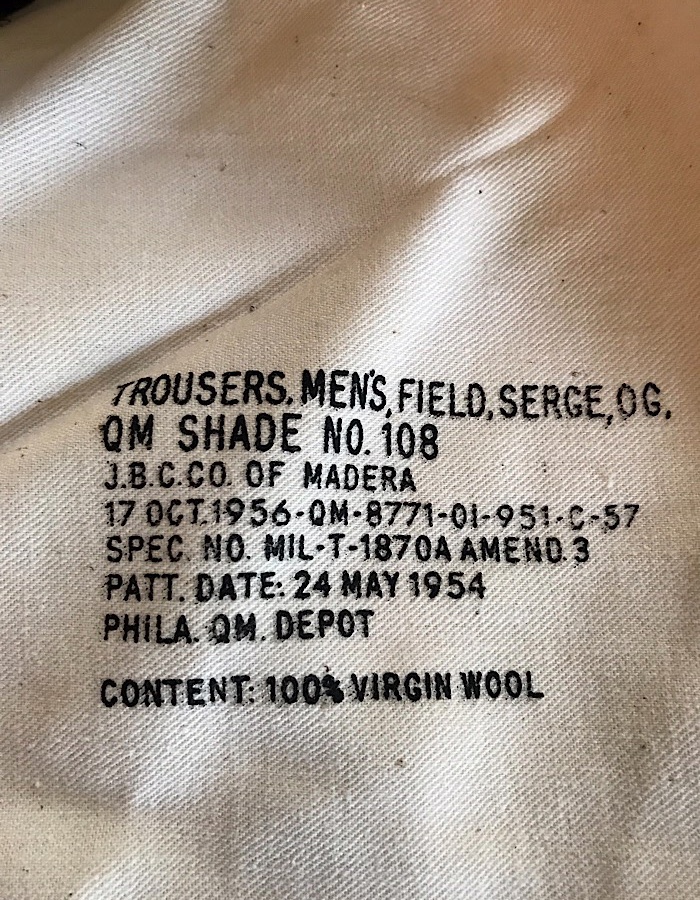 TROUSERS, MEN'S, FIELD, SERGE, OG.
QM SHADE NO. 108
J.B.C.CO. OF MADERA
17 OCT.1956-QM-8771-OI-951-C-57
SPEC. NO. MIL-T-1870A AMEND.3
PATT. DATE: 24 MAY 1954
PHILA. QM. DEPOT
CONTENT: 100% VIRGIN WOOL